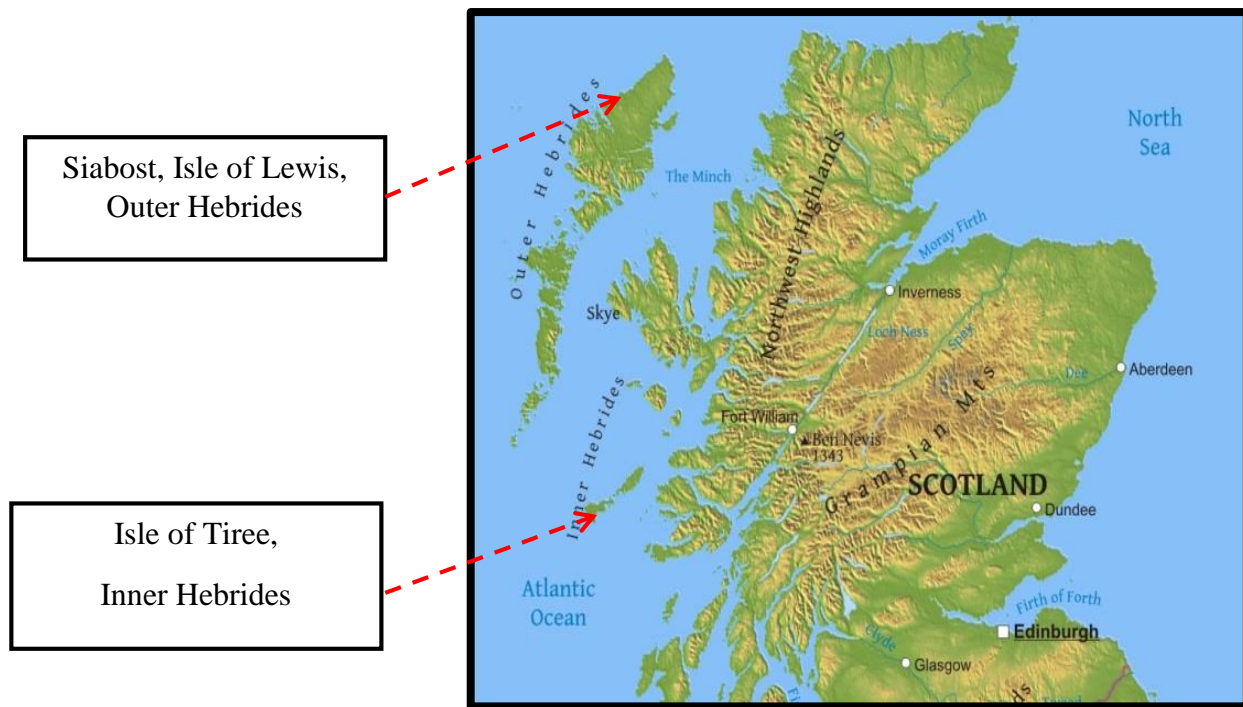 Siabost, Isle of Lewis,
Outer Hebrides
Isle of Tiree,
Inner Hebrides
North
Sea
Outer Hebrides
The Minch
Northwest Highlands
Moray Firth
Inverness
Skye
Loch Ness
Spey
Dee
Aberdeen
Inner Hebrides
Fort William
Ben Nevis
1343
Grampian Mts
SCOTLAND
Dundee
Atlantic
Ocean
Firth of Forth
Edinburgh
Clyde
Glasgow